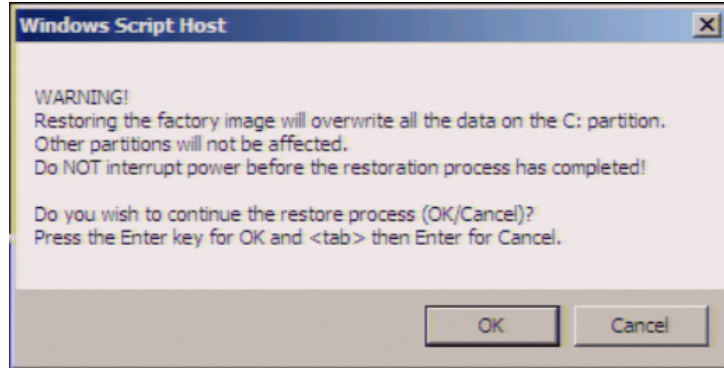 Windows Script Host
WARNING!
Restoring the factory image will overwrite all the data on the C: partition.
Other partitions will not be affected.
Do NOT interrupt power before the restoration process has completed!
Do you wish to continue the restore process (OK/Cancel)?
Press the Enter key for OK and <tab> then Enter for Cancel.
OK
Cancel